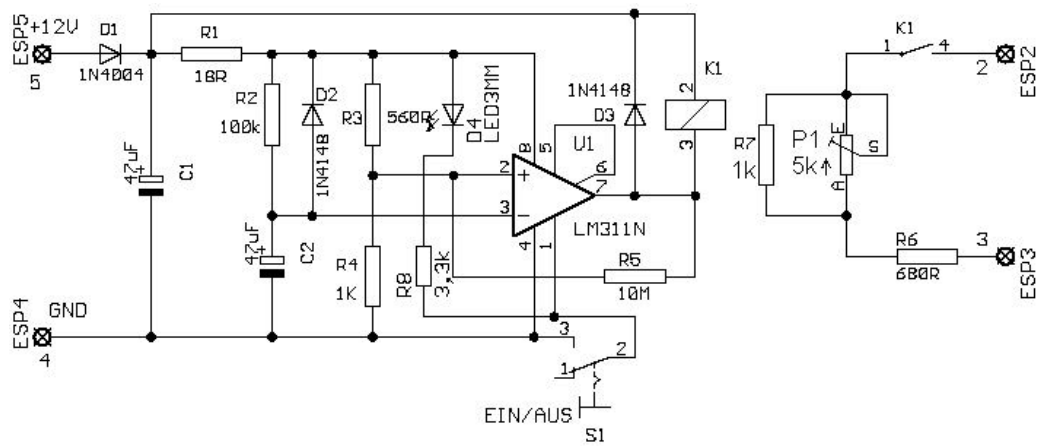 ESP5
+12V
5
D1
1N4004
R1
18R
R2
100k
D2
1N4148
R3
560R
D4
LED3MM
8
5
U1
6
7
2
+
3
−
4
1
LM311N
1N4148
D3
K1
2
3
47uF
+
C1
47uF
+
C2
R4
1K
R8
3,3k
R5
10M
ESP4
GND
4
3
2
1
EIN/AUS
S1
K1
1
4
2
ESP2
R7
1k
P1
5k
E
S
A
R6
680R
3
ESP3